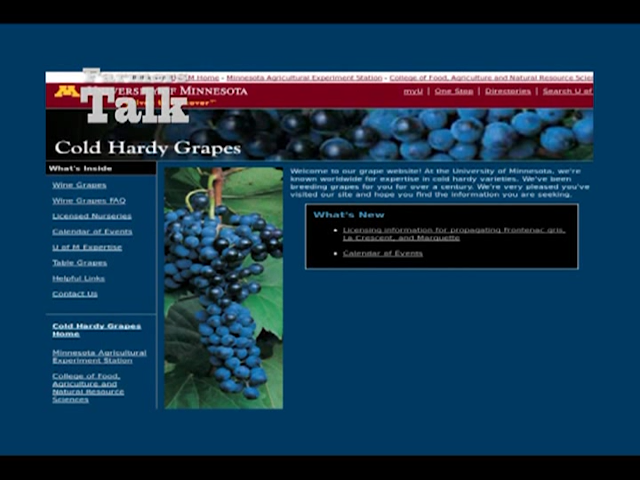 Farmers
Talk
M Home - Minnesota Agricultural Experiment Station - College of Food, Agriculture and Natural Resource Scien
UNIVERSITY OF MINNESOTA
myU | One Stop | Directories | Search U of
Cold Hardy Grapes
What's Inside
Wine Grapes
Wine Grapes FAQ
Licensed Nurseries
Calendar of Events
U of M Expertise
Table Grapes
Helpful Links
Contact Us
Cold Hardy Grapes
Home
Minnesota Agricultural
Experiment Station
College of Food,
Agriculture and
Natural Resource
Sciences
Welcome to our grape website! At the University of Minnesota, we're
known worldwide for expertise in cold hardy varieties. We've been
breeding grapes for you for over a century. We're very pleased you've
visited our site and hope you find the information you are seeking.
What's New
Licensing information for propagating Frontenac gris,
La Crescent, and Marquette
Calendar of Events